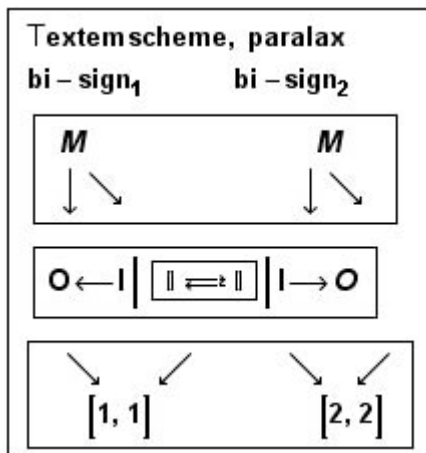 Textemscheme, paralax
bi – sign₁ bi – sign₂
M M
↓ ↘ ↓ ↘
O ← I | ∥ ⇌ ∥ | I → O
↘ ↙ ↘ ↙
[1, 1] [2, 2]